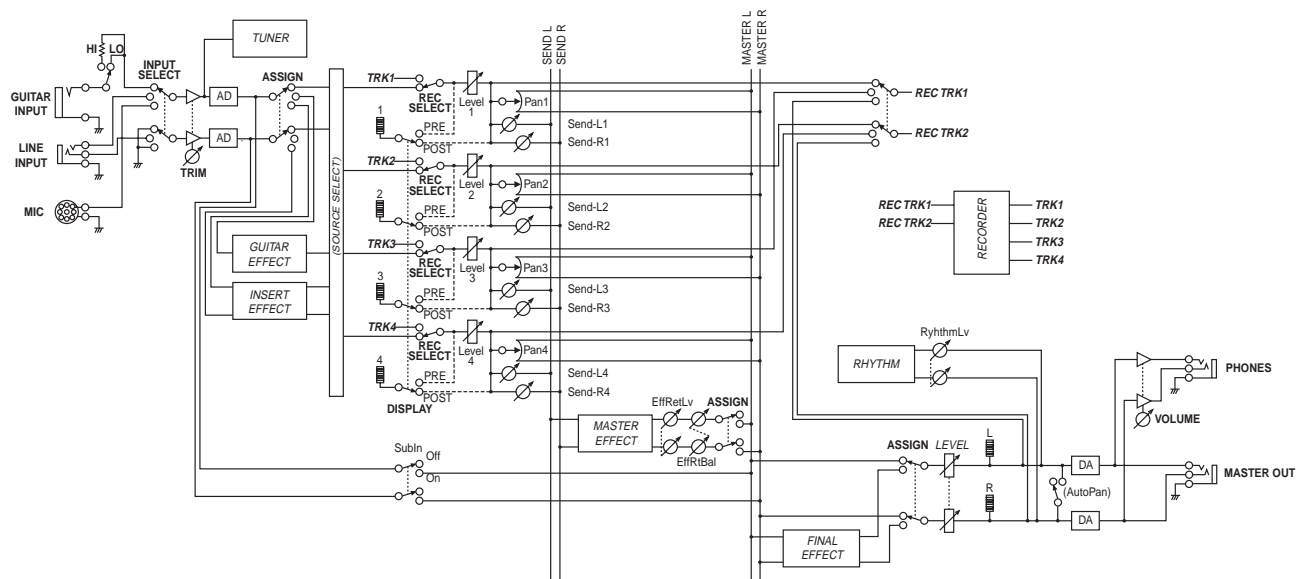 SEND L
SEND R
MASTER L
MASTER R
TUNER
HI
LO
INPUT
SELECT
ASSIGN
GUITAR
INPUT
AD
AD
LINE
INPUT
TRIM
MIC
GUITAR
EFFECT
INSERT
EFFECT
(SOURCE SELECT)
TRK1
REC
SELECT
Level
1
Pan1
1
PRE
POST
Send-L1
Send-R1
TRK2
REC
SELECT
Level
2
Pan2
2
PRE
POST
Send-L2
Send-R2
TRK3
REC
SELECT
Level
3
Pan3
3
PRE
POST
Send-L3
Send-R3
TRK4
REC
SELECT
Level
4
Pan4
4
PRE
POST
Send-L4
Send-R4
DISPLAY
SubIn
Off
On
MASTER
EFFECT
EffRetLv
EffRtBal
ASSIGN
REC TRK1
REC TRK2
REC TRK1
REC TRK2
RECORDER
TRK1
TRK2
TRK3
TRK4
RyhthmLv
RHYTHM
PHONES
VOLUME
ASSIGN
LEVEL
L
R
(AutoPan)
DA
DA
MASTER OUT
FINAL
EFFECT